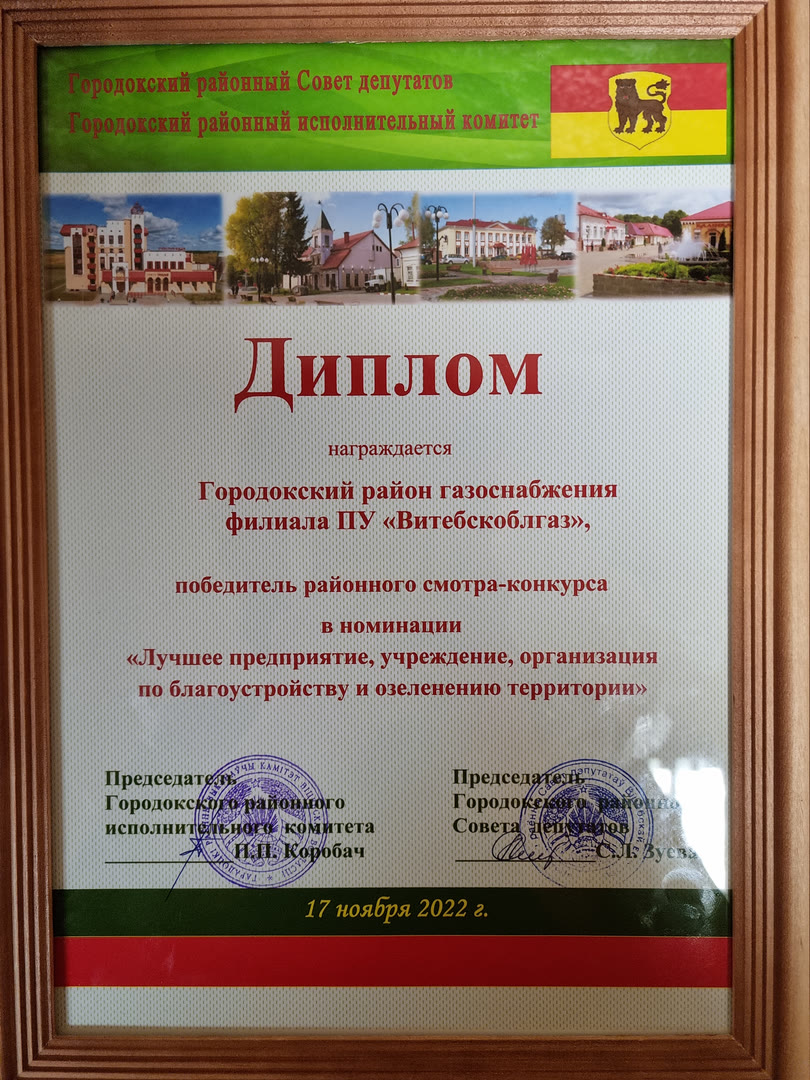 Городокский районный Совет депутатов
Городокский районный исполнительный комитет
Диплом
награждается
Городокский район газоснабжения
филиала ПУ «Витебскоблгаз»,
победитель районного смотра-конкурса
в номинации
«Лучшее предприятие, учреждение, организация
по благоустройству и озеленению территории»
Председатель
Городокского районного
исполнительного комитета
П.П. Коробач
Председатель
Городокского районного
Совета депутатов
С.Л. Зуева
17 ноября 2022 г.